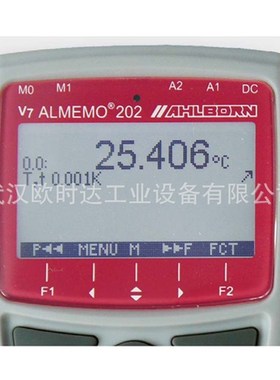 M0 M1 A2 A1 DC
V7 ALMEMO®202 AHLBORN
0.0: 25.406°C
T,t 0.001K
武汉欧时达工业设备有限公司
P◄◄ MENU M ►►F FCT
F1 ◄ ▲▼ ► F2